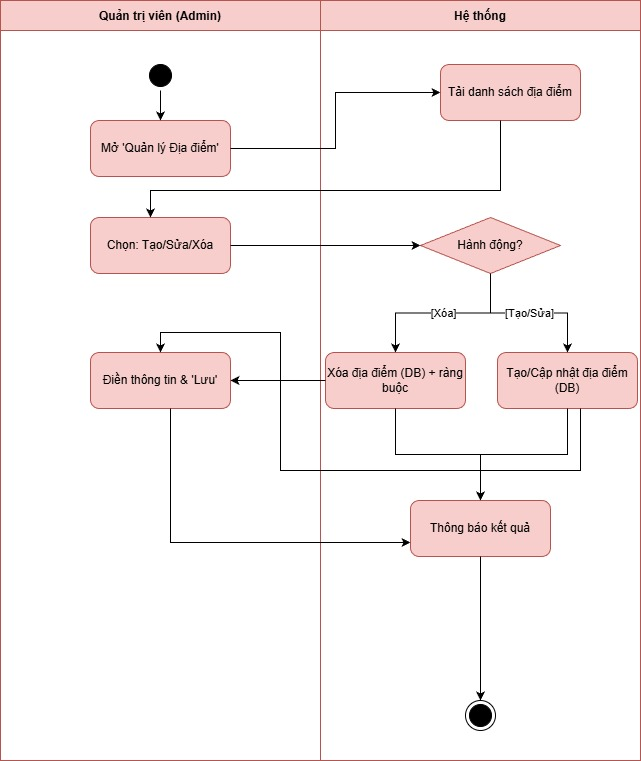 Quản trị viên (Admin)
Hệ thống
Tải danh sách địa điểm
Mở 'Quản lý Địa điểm'
Chọn: Tạo/Sửa/Xóa
Hành động?
[Xóa]
[Tạo/Sửa]
Điền thông tin & 'Lưu'
Xóa địa điểm (DB) + ràng
buộc
Tạo/Cập nhật địa điểm
(DB)
Thông báo kết quả